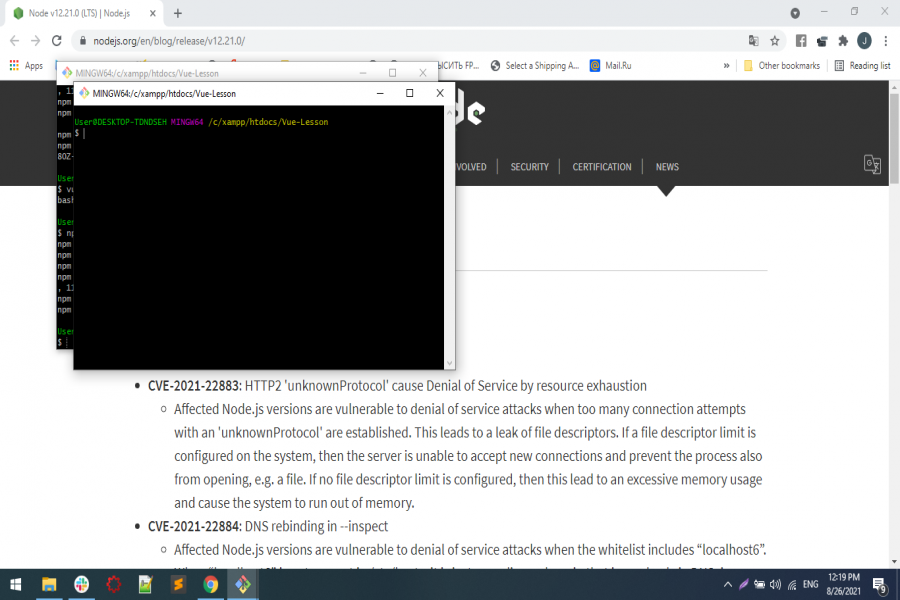 Node v12.21.0 (LTS) | Node.js
nodejs.org/en/blog/release/v12.21.0/
J
Apps
ЫСИТЬ ГР...
Select a Shipping A...
Mail.Ru
»
Other bookmarks
Reading list
MINGW64:/c/xampp/htdocs/Vue-Lesson
MINGW64:/c/xampp/htdocs/Vue-Lesson
npm
npm
npm
npm
User@DESKTOP-TDNDSEH MINGW64 /c/xampp/htdocs/Vue-Lesson
$
User
$ vu
bash
User
$ np
npm
npm
npm
npm
npm
npm
User
$
de
VOLVED
SECURITY
CERTIFICATION
NEWS
• CVE-2021-22883: HTTP2 'unknownProtocol' cause Denial of Service by resource exhaustion
Affected Node.js versions are vulnerable to denial of service attacks when too many connection attempts
with an 'unknownProtocol' are established. This leads to a leak of file descriptors. If a file descriptor limit is
configured on the system, then the server is unable to accept new connections and prevent the process also
from opening, e.g. a file. If no file descriptor limit is configured, then this lead to an excessive memory usage
and cause the system to run out of memory.
• CVE-2021-22884: DNS rebinding in --inspect
Affected Node.js versions are vulnerable to denial of service attacks when the whitelist includes “localhost6”.
ENG
12:19 PM
8/26/2021
9